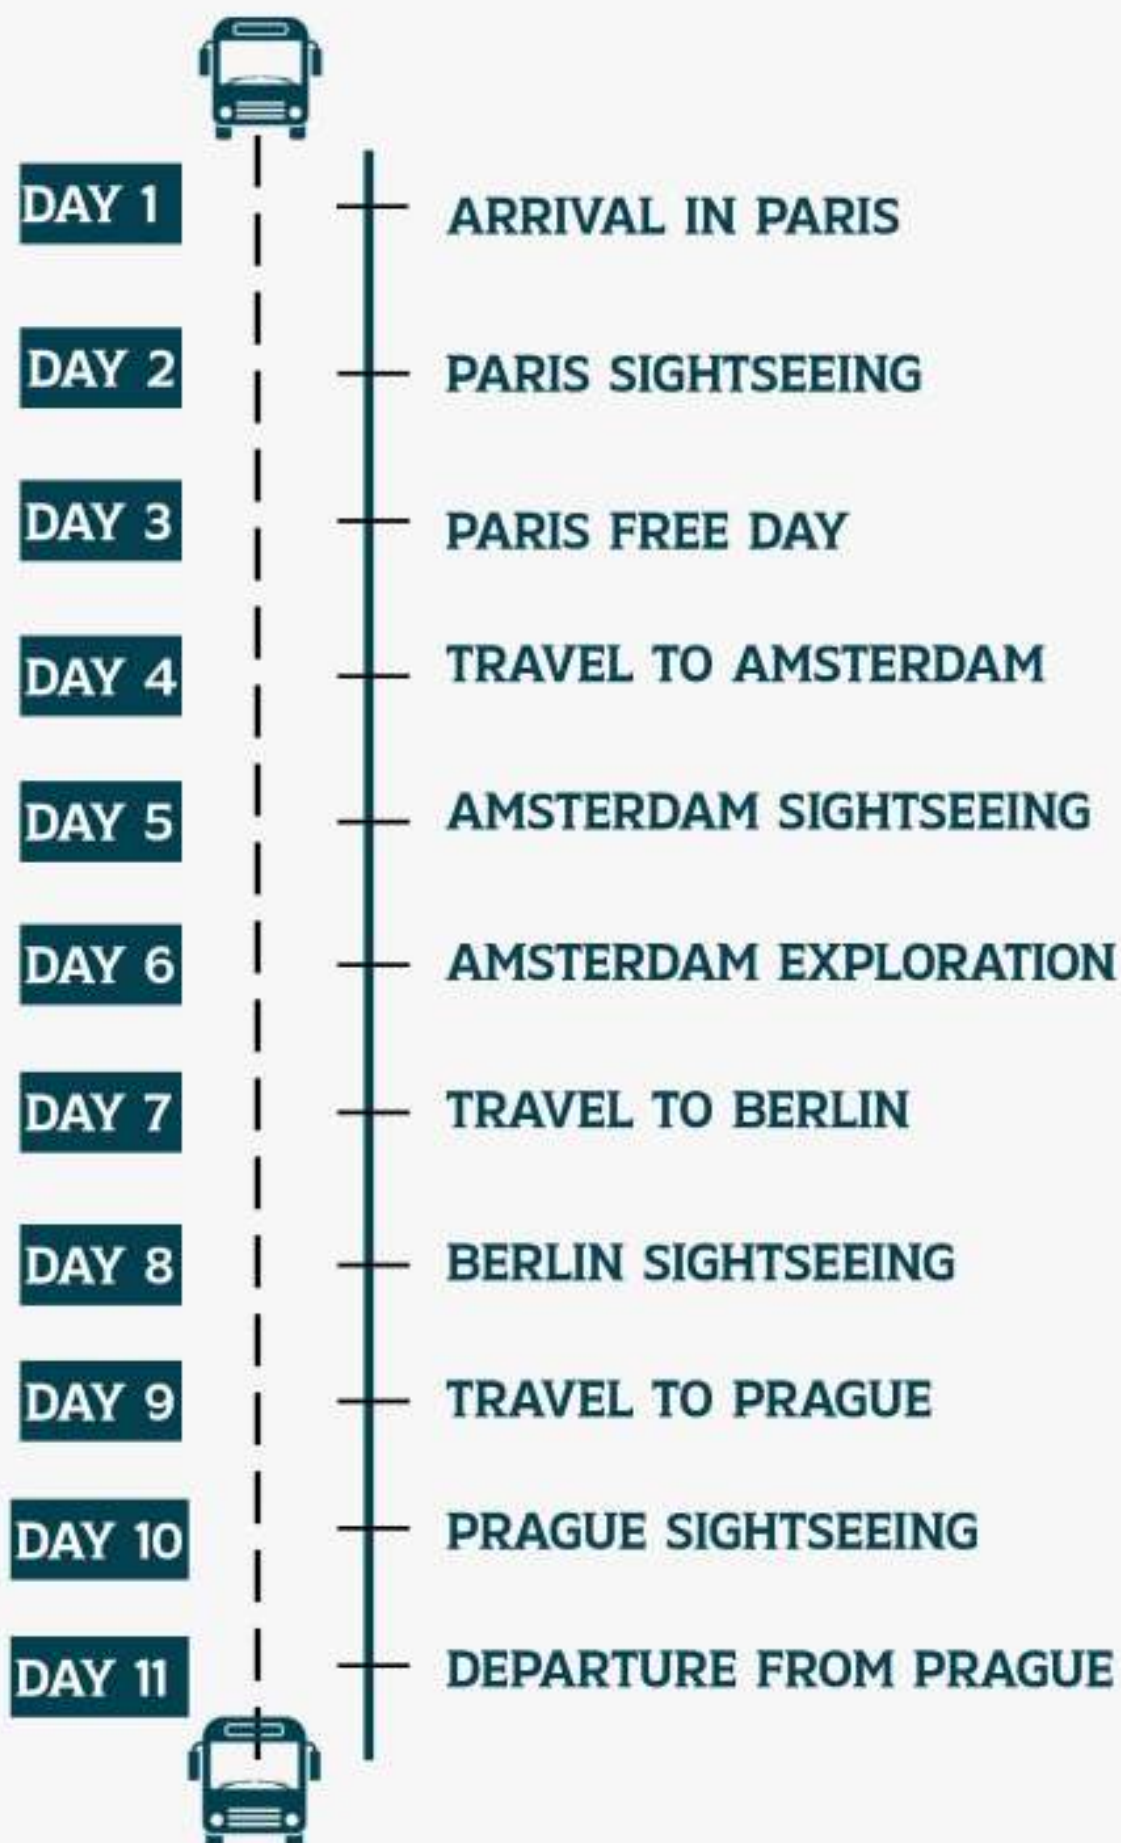 DAY 1 ARRIVAL IN PARIS
DAY 2 PARIS SIGHTSEEING
DAY 3 PARIS FREE DAY
DAY 4 TRAVEL TO AMSTERDAM
DAY 5 AMSTERDAM SIGHTSEEING
DAY 6 AMSTERDAM EXPLORATION
DAY 7 TRAVEL TO BERLIN
DAY 8 BERLIN SIGHTSEEING
DAY 9 TRAVEL TO PRAGUE
DAY 10 PRAGUE SIGHTSEEING
DAY 11 DEPARTURE FROM PRAGUE